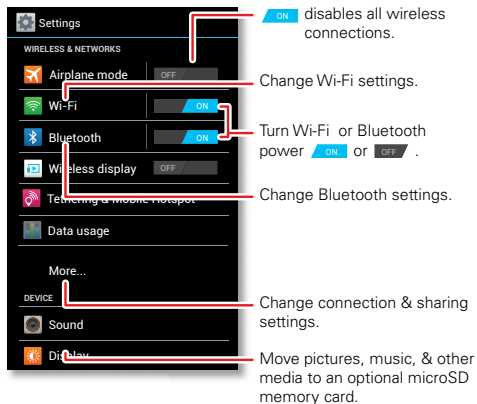 Settings
WIRELESS & NETWORKS
Airplane mode OFF
Wi-Fi ON
Bluetooth ON
Wireless display OFF
Tethering & Mobile Hotspot
Data usage
More...
DEVICE
Sound
Display
ON disables all wireless
connections.
Change Wi-Fi settings.
Turn Wi-Fi or Bluetooth
power ON or OFF .
Change Bluetooth settings.
Change connection & sharing
settings.
Move pictures, music, & other
media to an optional microSD
memory card.